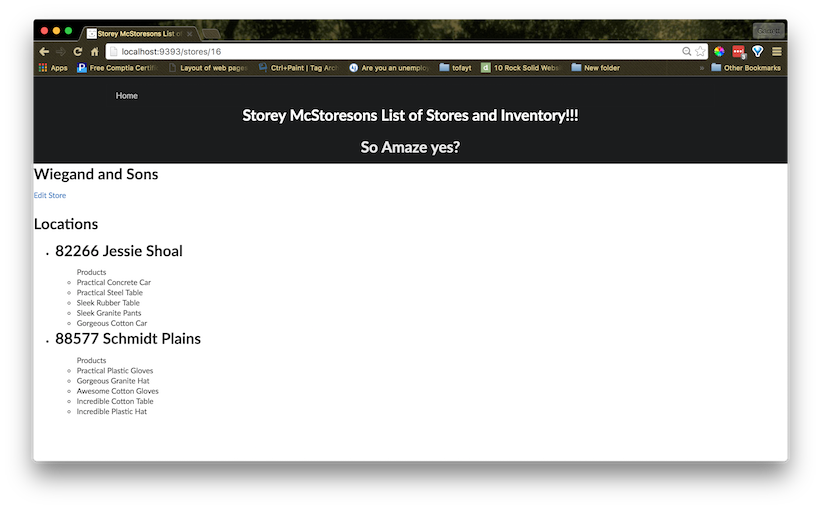 Storey McStoresons List of
localhost:9393/stores/16
Apps
Free Comptia Certifi
Layout of web pages
Ctrl+Paint | Tag Arch
Are you an unemplo
tofayt
10 Rock Solid Webs
New folder
»
Other Bookmarks
Home
Storey McStoresons List of Stores and Inventory!!!
So Amaze yes?
Wiegand and Sons
Edit Store
Locations
82266 Jessie Shoal
Products
Practical Concrete Car
Practical Steel Table
Sleek Rubber Table
Sleek Granite Pants
Gorgeous Cotton Car
88577 Schmidt Plains
Products
Practical Plastic Gloves
Gorgeous Granite Hat
Awesome Cotton Gloves
Incredible Cotton Table
Incredible Plastic Hat